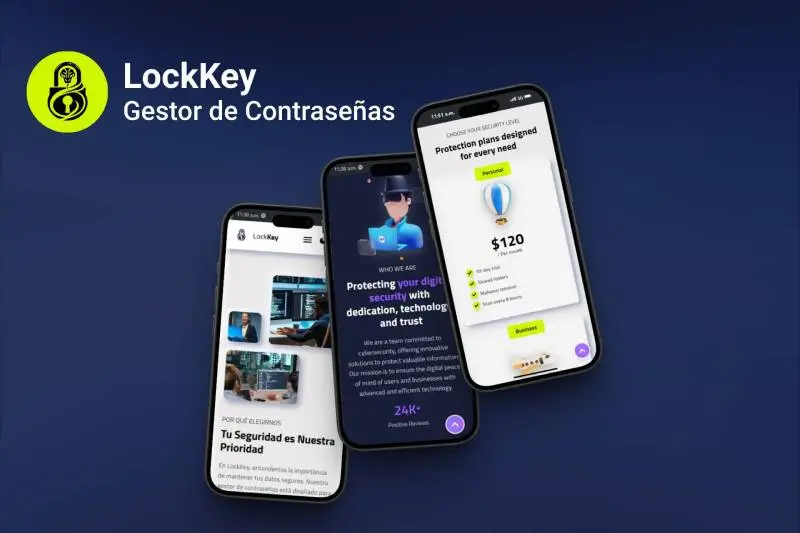 LockKey
Gestor de Contraseñas
11:30 a.m.
LockKey
POR QUÉ ELEGIRNOS
Tu Seguridad es Nuestra
Prioridad
En LockKey, entendemos la importancia
de mantener tus datos seguros. Nuestro
gestor de contraseñas está diseñado para
11:30 a.m.
WHO WE ARE
Protecting your digit
security with
dedication, technology
and trust
We are a team committed to
cybersecurity, offering innovative
solutions to protect valuable information.
Our mission is to ensure the digital peace
of mind of users and businesses with
advanced and efficient technology.
24K+
Positive Reviews
11:51 a.m.
5G
CHOOSE YOUR SECURITY LEVEL
Protection plans designed
for every need
Personal
$120
/ Per month
day trial
Shared folders
Malware removal
Scan every 6 hours
Business